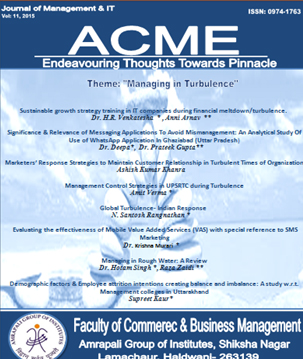 Journal of Management & IT
Vol: 11, 2015
ISSN: 0974-1763
ACME
Endeavouring Thoughts Towards Pinnacle
Theme: "Managing in Turbulence"
Sustainable growth strategy training in IT companies during financial meltdown/turbulence.
Dr. H.R. Venkatesha *, Anni Arnav **
Significance & Relevance of Messaging Applications To Avoid Mismanagement: An Analytical Study Of
Use of WhatsApp Application In Ghaziabad (Uttar Pradesh)
Dr. Deepa*, Dr. Prateek Gupta**
Marketers' Response Strategies to Maintain Customer Relationship in Turbulent Times of Organization
Ashish Kumar Khanra
Management Control Strategies in UPSRTC during Turbulence
Amit Verma *
Global Turbulence- Indian Response
N. Santosh Rangnathan *
Evaluating the effectiveness of Mobile Value Added Services (VAS) with special reference to SMS
Marketing
Dr. Krishna Murari *
Managing in Rough Water: A Review
Dr. Hotam Singh *, Raza Zaidi **
Demographic factors & Employee attrition intentions creating balance and imbalance: A study w.r.t.
Management colleges in Uttarakhand
Supreet Kaur*
Faculty of Commerec & Business Management
Amrapali Group of Institutes, Shiksha Nagar
Lamachaur, Haldwani- 263139